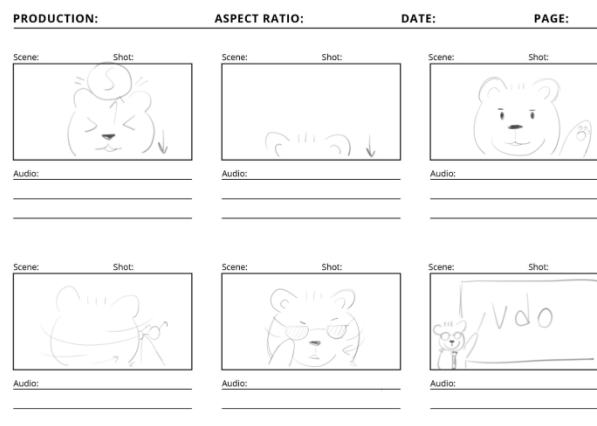 PRODUCTION: ASPECT RATIO: DATE: PAGE:
Scene: Shot: Scene: Shot: Scene: Shot:
S
Audio: Audio: Audio:
Scene: Shot: Scene: Shot: Scene: Shot:
vdo
Audio: Audio: Audio: